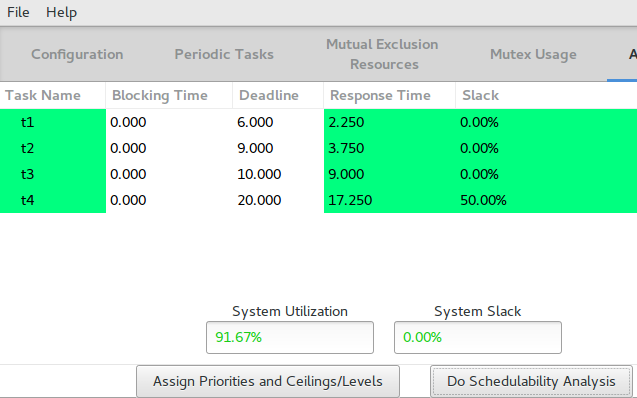 File Help
Configuration Periodic Tasks Mutual Exclusion Resources Mutex Usage A
Task Name Blocking Time Deadline Response Time Slack
t1 0.000 6.000 2.250 0.00%
t2 0.000 9.000 3.750 0.00%
t3 0.000 10.000 9.000 0.00%
t4 0.000 20.000 17.250 50.00%
System Utilization System Slack
91.67% 0.00%
Assign Priorities and Ceilings/Levels Do Schedulability Analysis